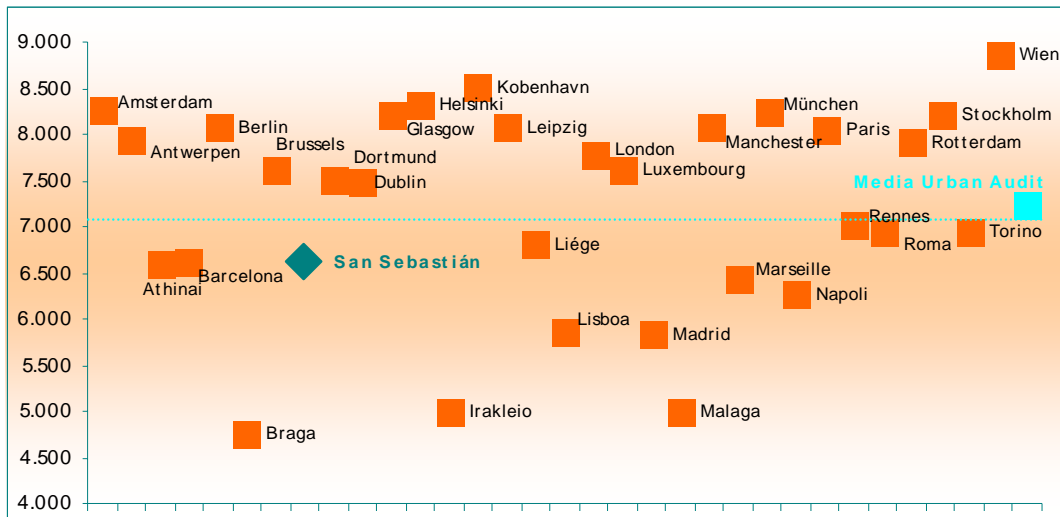 9.000
Wien
8.500
Kobenhavn
Amsterdam
Helsinki
München
Stockholm
8.000
Berlin
Glasgow
Leipzig
Manchester
Paris
Rotterdam
Antwerpen
Brussels
Dortmund
London
7.500
Dublin
Luxembourg
Media Urban Audit
7.000
Rennes
Torino
Liége
Roma
6.500
Barcelona
San Sebastián
Marseille
Athinai
Napoli
6.000
Lisboa
Madrid
5.500
5.000
Irakleio
Malaga
Braga
4.500
4.000